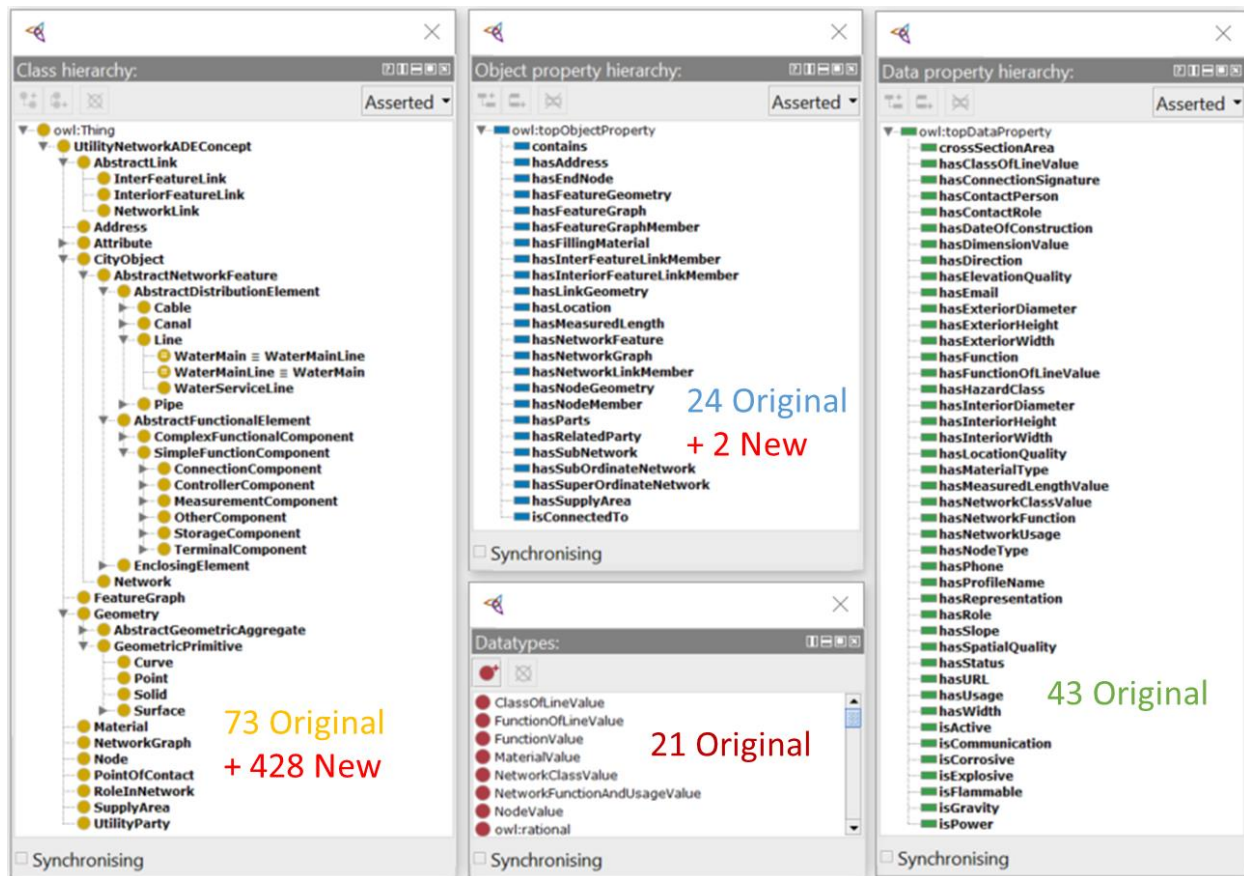 Class hierarchy:
Asserted
owl:Thing
UtilityNetworkADEConcept
AbstractLink
InterFeatureLink
InteriorFeatureLink
NetworkLink
Address
Attribute
CityObject
AbstractNetworkFeature
AbstractDistributionElement
Cable
Canal
Line
WaterMain ≡ WaterMainLine
WaterMainLine ≡ WaterMain
WaterServiceLine
Pipe
AbstractFunctionalElement
ComplexFunctionalComponent
SimpleFunctionComponent
ConnectionComponent
ControllerComponent
MeasurementComponent
OtherComponent
StorageComponent
TerminalComponent
EnclosingElement
Network
FeatureGraph
Geometry
AbstractGeometricAggregate
GeometricPrimitive
Curve
Point
Solid
Surface
Material
NetworkGraph
Node
PointOfContact
RoleInNetwork
SupplyArea
UtilityParty
73 Original
+ 428 New
Synchronising
Object property hierarchy:
Asserted
owl:topObjectProperty
contains
hasAddress
hasEndNode
hasFeatureGeometry
hasFeatureGraph
hasFeatureGraphMember
hasFillingMaterial
hasInterFeatureLinkMember
hasInteriorFeatureLinkMember
hasLinkGeometry
hasLocation
hasMeasuredLength
hasNetworkFeature
hasNetworkGraph
hasNetworkLinkMember
hasNodeGeometry
hasNodeMember
hasParts
hasRelatedParty
hasSubNetwork
hasSubOrdinateNetwork
hasSuperOrdinateNetwork
hasSupplyArea
isConnectedTo
24 Original
+ 2 New
Synchronising
Datatypes:
ClassOfLineValue
FunctionOfLineValue
FunctionValue
MaterialValue
NetworkClassValue
NetworkFunctionAndUsageValue
NodeValue
owl:rational
21 Original
Synchronising
Data property hierarchy:
Asserted
owl:topDataProperty
crossSectionArea
hasClassOfLineValue
hasConnectionSignature
hasContactPerson
hasContactRole
hasDateOfConstruction
hasDimensionValue
hasDirection
hasElevationQuality
hasEmail
hasExteriorDiameter
hasExteriorHeight
hasExteriorWidth
hasFunction
hasFunctionOfLineValue
hasHazardClass
hasInteriorDiameter
hasInteriorHeight
hasInteriorWidth
hasLocationQuality
hasMaterialType
hasMeasuredLengthValue
hasNetworkClassValue
hasNetworkFunction
hasNetworkUsage
hasNodeType
hasPhone
hasProfileName
hasRepresentation
hasRole
hasSlope
hasSpatialQuality
hasStatus
hasURL
hasUsage
hasWidth
isActive
isCommunication
isCorrosive
isExplosive
isFlammable
isGravity
isPower
43 Original
Synchronising